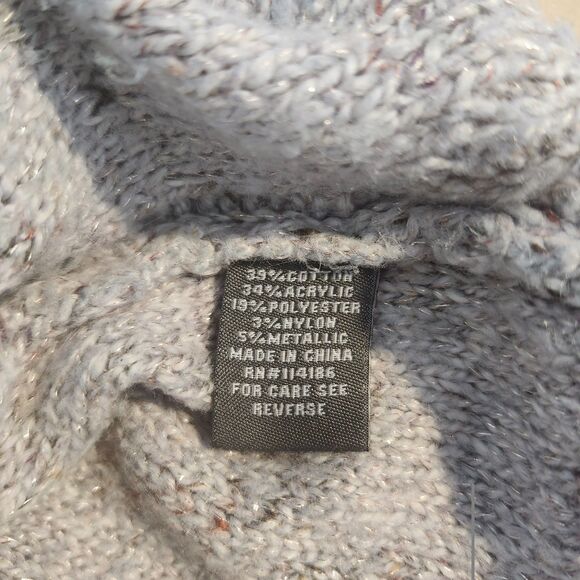 39%COTTON
34%ACRYLIC
19%POLYESTER
3%NYLON
5%METALLIC
MADE IN CHINA
RN#114186
FOR CARE SEE
REVERSE